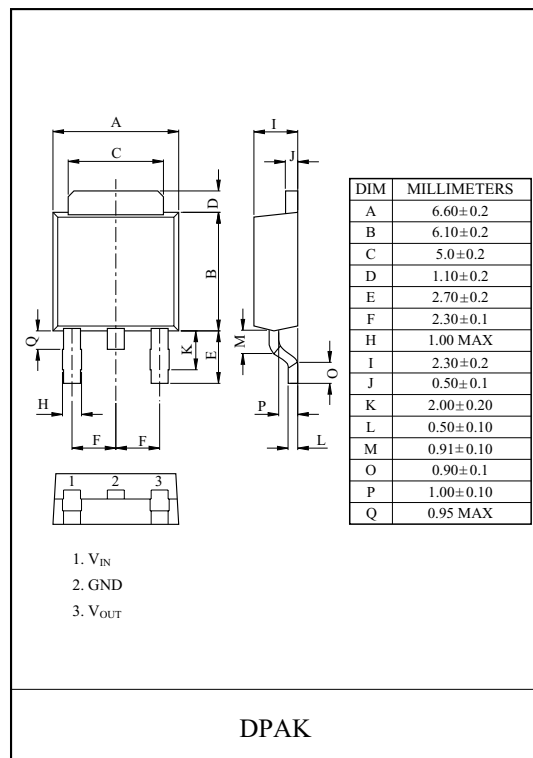 A
C
I
J
D
B
Q
K
E
M
O
H
P
F F
L
1 2 3
1. V_IN
2. GND
3. V_OUT
DIM MILLIMETERS
A 6.60±0.2
B 6.10±0.2
C 5.0±0.2
D 1.10±0.2
E 2.70±0.2
F 2.30±0.1
H 1.00 MAX
I 2.30±0.2
J 0.50±0.1
K 2.00±0.20
L 0.50±0.10
M 0.91±0.10
O 0.90±0.1
P 1.00±0.10
Q 0.95 MAX
DPAK